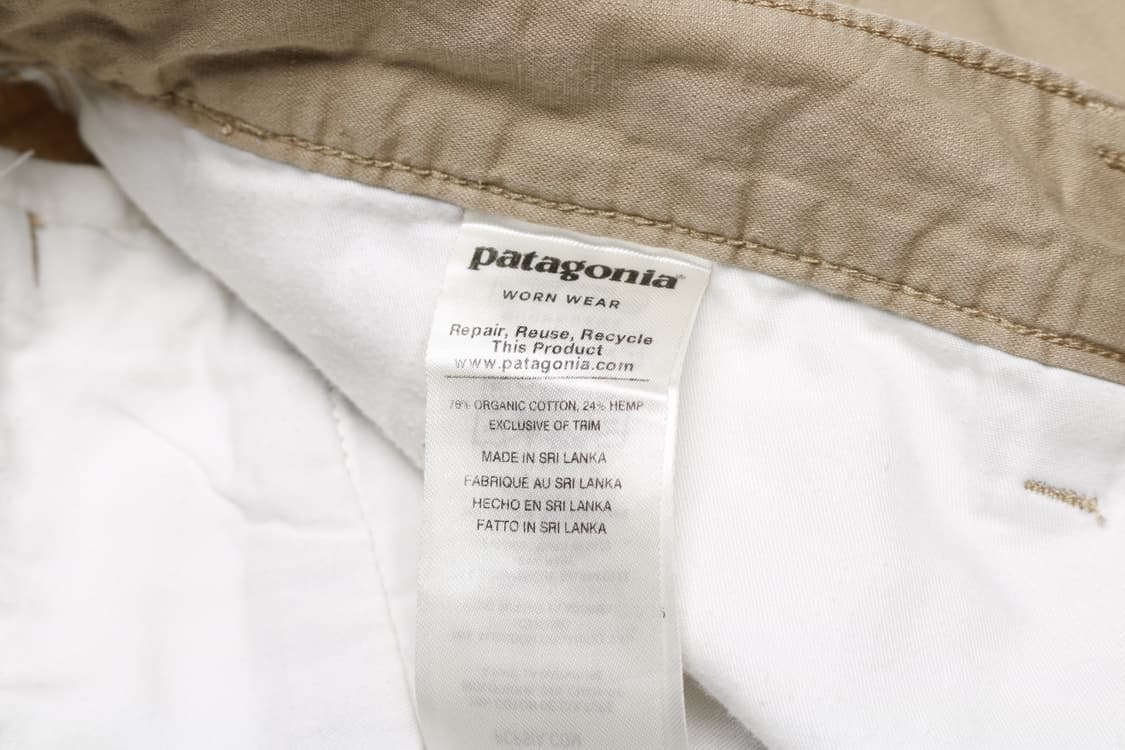 patagonia®
WORN WEAR
Repair, Reuse, Recycle
This Product
www.patagonia.com
76% ORGANIC COTTON, 24% HEMP
EXCLUSIVE OF TRIM
MADE IN SRI LANKA
FABRIQUÉ AU SRI LANKA
HECHO EN SRI LANKA
FATTO IN SRI LANKA